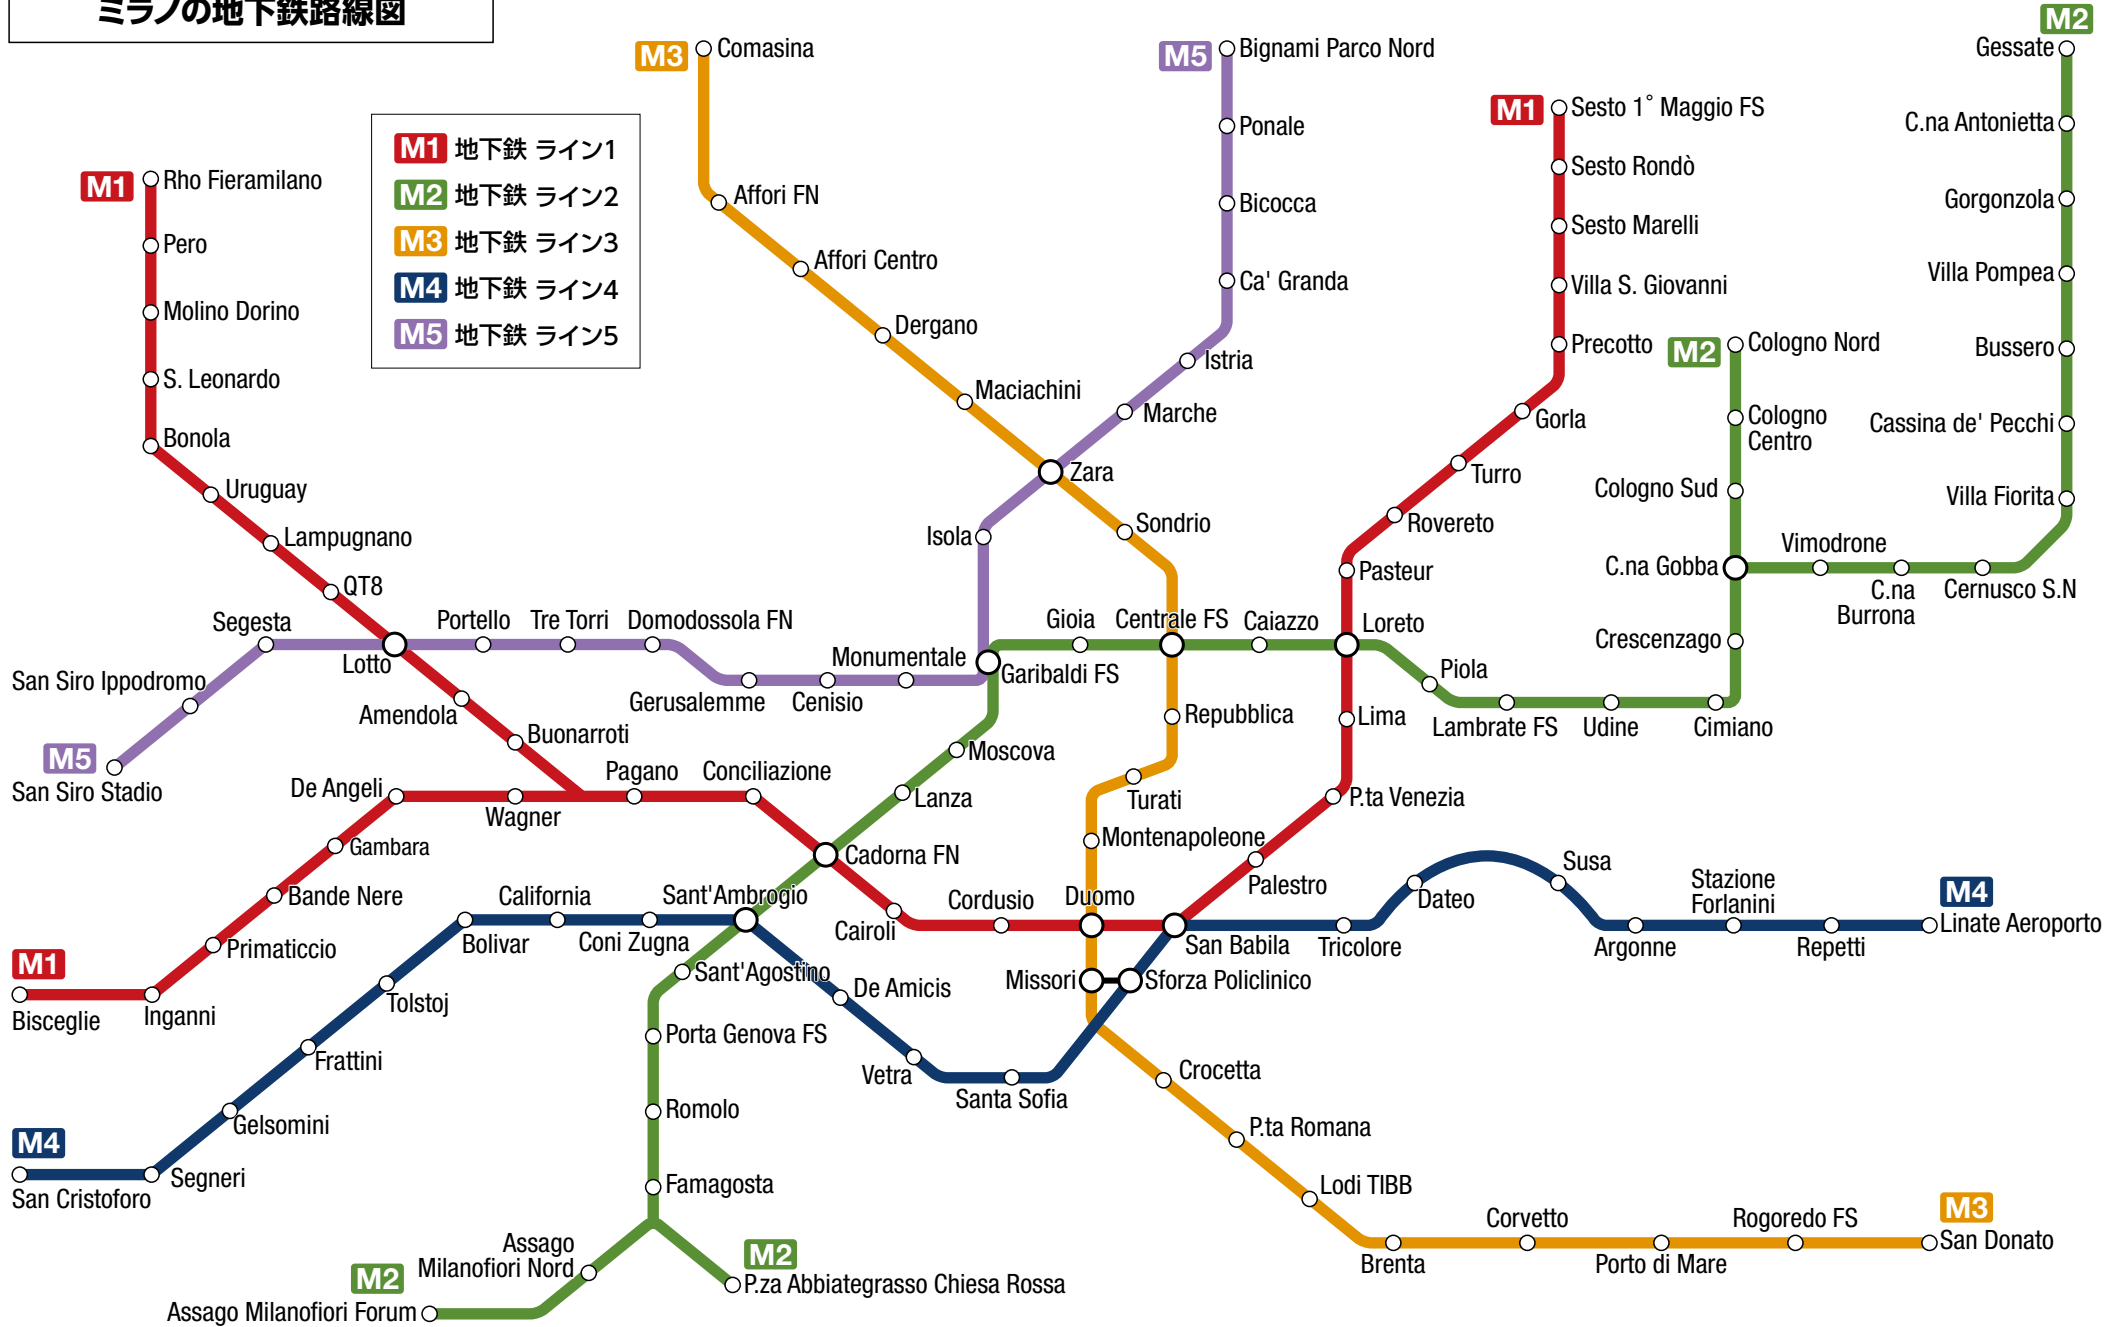 ミラノの地下鉄路線図
M1 地下鉄 ライン1
M2 地下鉄 ライン2
M3 地下鉄 ライン3
M4 地下鉄 ライン4
M5 地下鉄 ライン5
M1
Rho Fieramilano
Pero
Molino Dorino
S. Leonardo
Bonola
Uruguay
Lampugnano
QT8
Lotto
Amendola
Buonarroti
Pagano
Conciliazione
Wagner
De Angeli
Gambara
Bande Nere
Primaticcio
Inganni
M1
Bisceglie
Cadorna FN
Cairoli
Cordusio
Duomo
San Babila
Palestro
P.ta Venezia
Lima
Loreto
Pasteur
Rovereto
Turro
Gorla
Precotto
Villa S. Giovanni
Sesto Marelli
Sesto Rondò
M1
Sesto 1° Maggio FS
M2
Gessate
C.na Antonietta
Gorgonzola
Villa Pompea
Bussero
Cassina de' Pecchi
Villa Fiorita
Cernusco S.N
C.na
Burrona
Vimodrone
M2
Cologno Nord
Cologno
Centro
Cologno Sud
C.na Gobba
Crescenzago
Cimiano
Udine
Lambrate FS
Piola
Caiazzo
Centrale FS
Gioia
Garibaldi FS
Moscova
Lanza
Sant'Ambrogio
Sant'Agostino
Porta Genova FS
Romolo
Famagosta
Assago
Milanofiori Nord
M2
Assago Milanofiori Forum
M2
P.za Abbiategrasso Chiesa Rossa
M3
Comasina
Affori FN
Affori Centro
Dergano
Maciachini
Zara
Sondrio
Repubblica
Turati
Montenapoleone
Missori
Crocetta
P.ta Romana
Lodi TIBB
Brenta
Corvetto
Porto di Mare
Rogoredo FS
M3
San Donato
M4
San Cristoforo
Segneri
Gelsomini
Frattini
Tolstoj
Bolivar
California
Coni Zugna
De Amicis
Vetra
Santa Sofia
Sforza Policlinico
Tricolore
Dateo
Susa
Argonne
Stazione
Forlanini
Repetti
M4
Linate Aeroporto
M5
Bignami Parco Nord
Ponale
Bicocca
Ca' Granda
Istria
Marche
Isola
Monumentale
Cenisio
Gerusalemme
Domodossola FN
Tre Torri
Portello
Segesta
San Siro Ippodromo
M5
San Siro Stadio